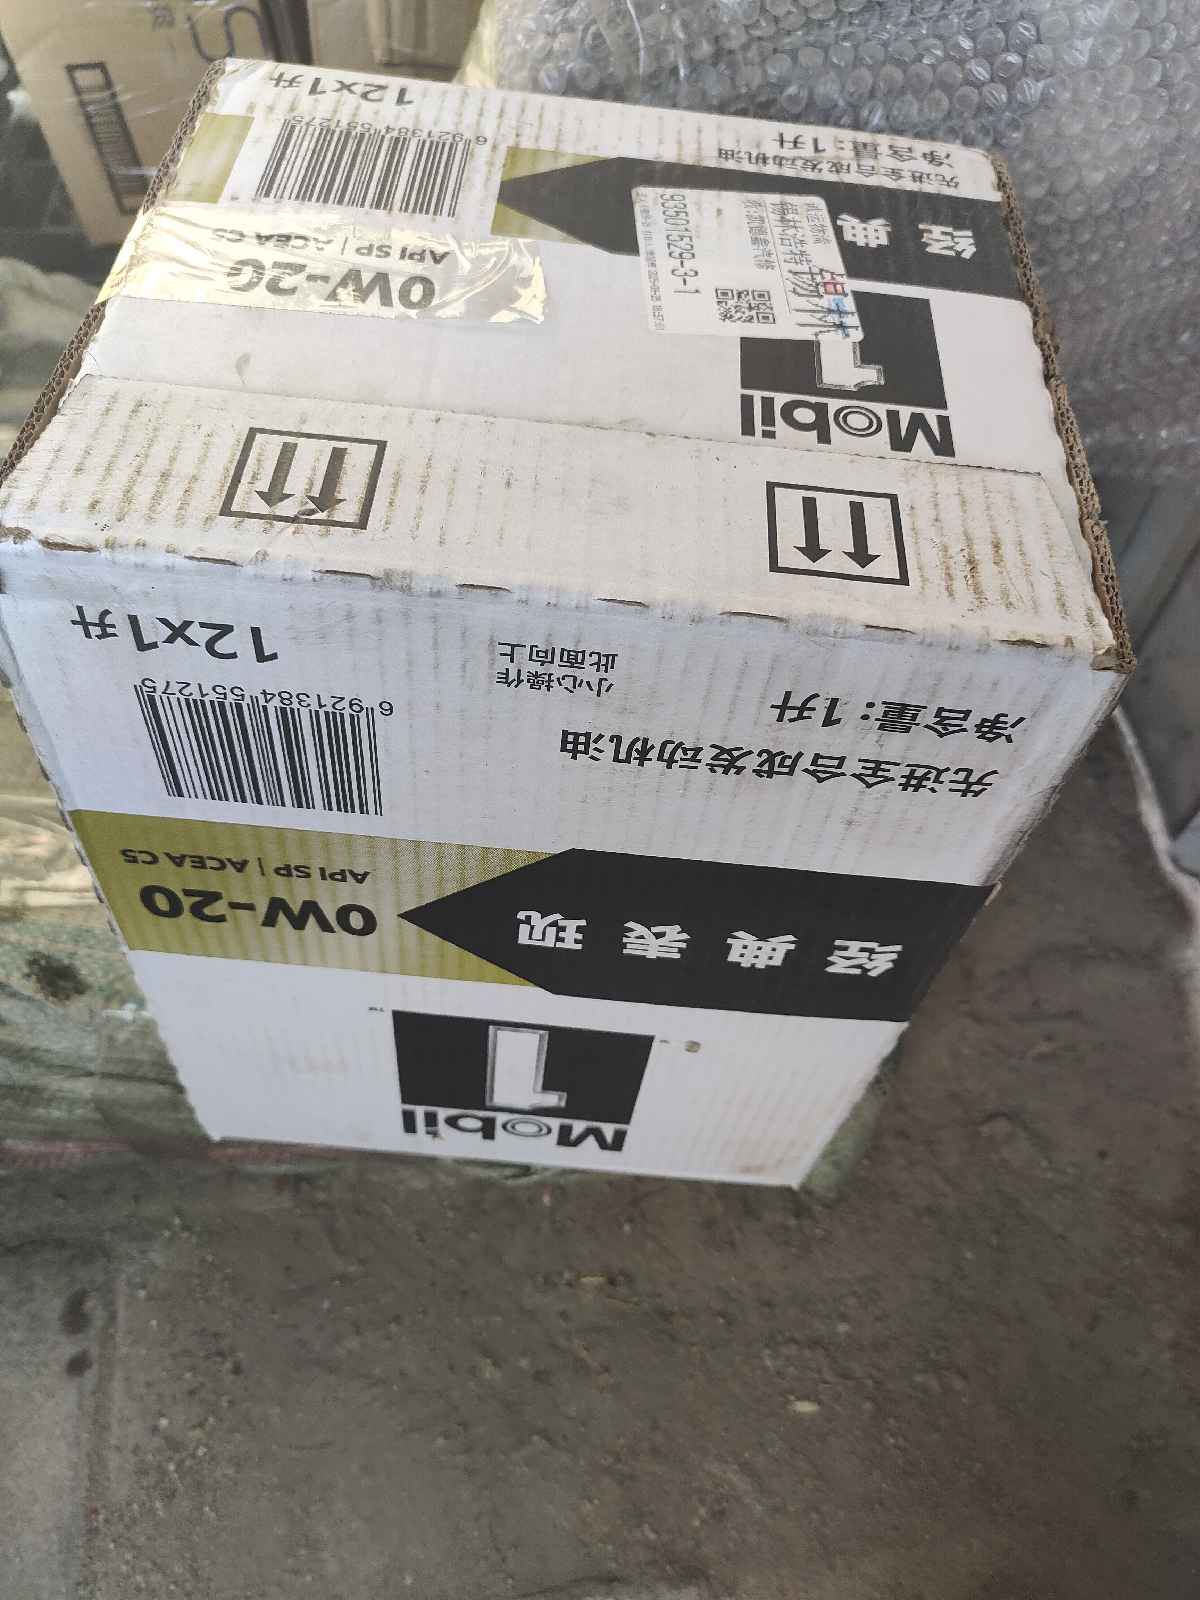 Mobil
1
™
经典表现
0W-20
API SP | ACEA C5
先进全合成发动机油
净含量:1升
小心操作
此面向上
6 921384 551275
12x1升
Mobil
1
经典
0W-20
API SP | ACEA C5
先进全合成发动机油
净含量:1升
6 921384 551275
12x1升
93501529-3-1